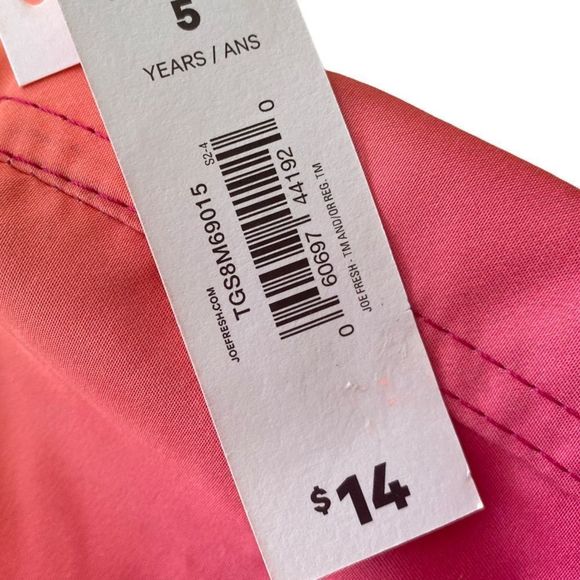 5
YEARS / ANS
JOEFRESH.COM
TGS8M69015 S2-4
0 60697 44192 0
JOE FRESH · TM AND/OR REG. TM
$14